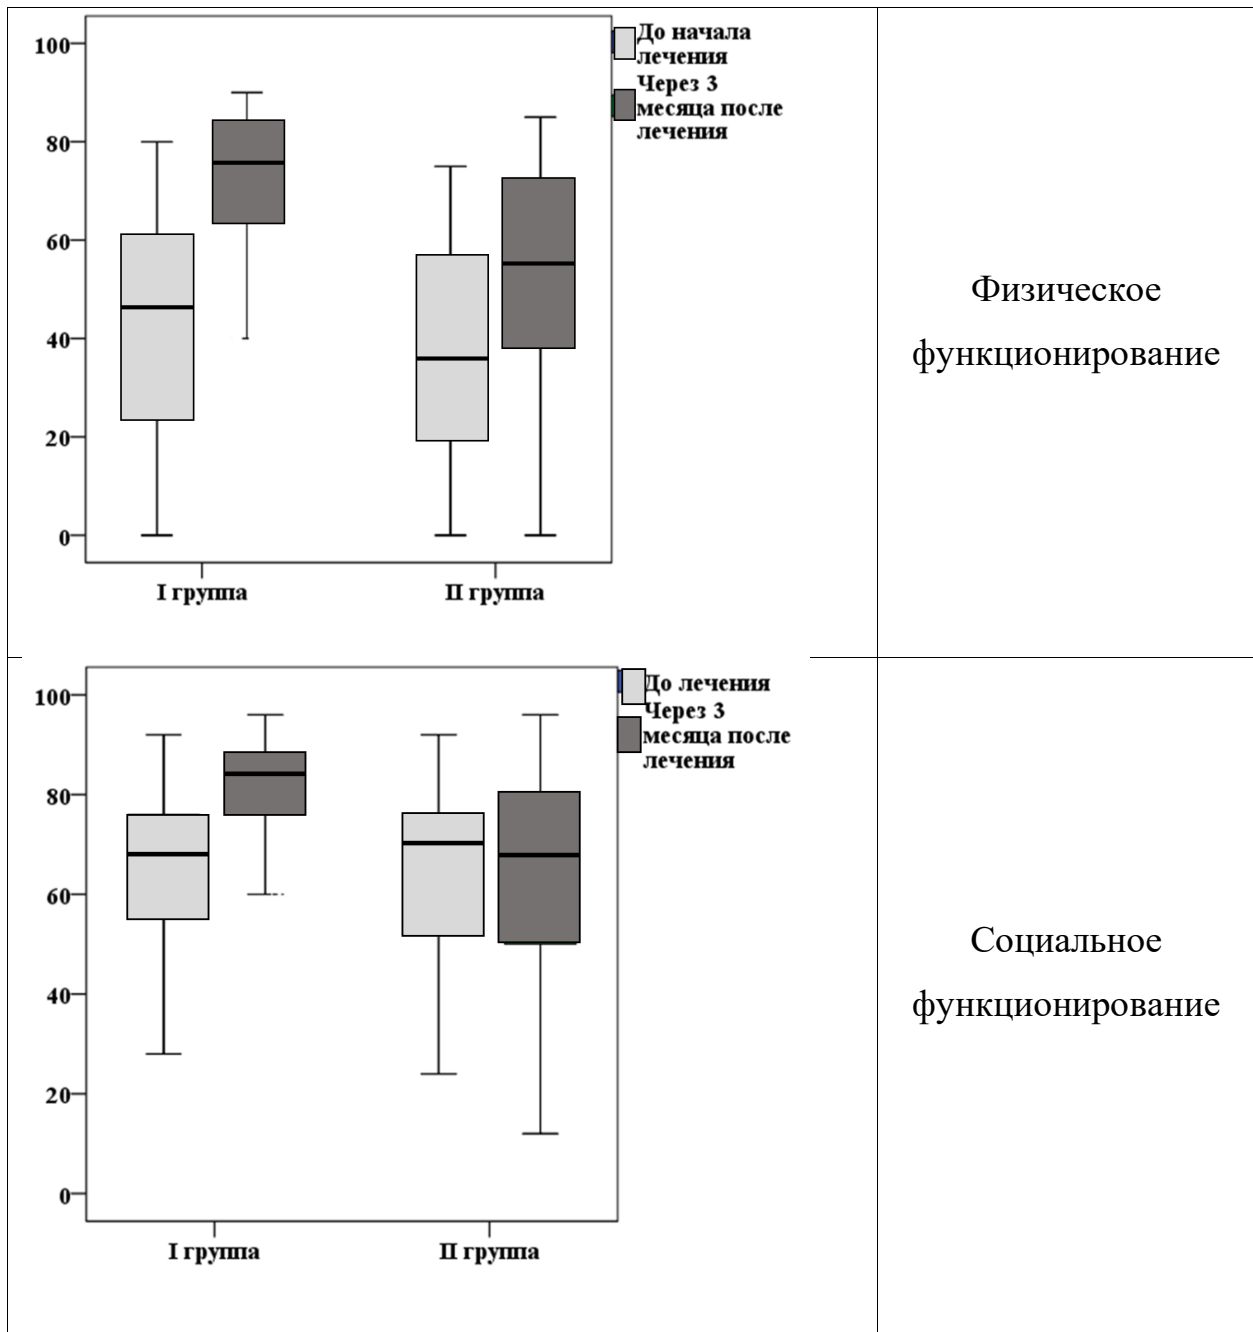 100
80
60
40
20
0
I группа
II группа
До начала
лечения
Через 3
месяца после
лечения
Физическое
функционирование
100
80
60
40
20
0
I группа
II группа
До лечения
Через 3
месяца после
лечения
Социальное
функционирование